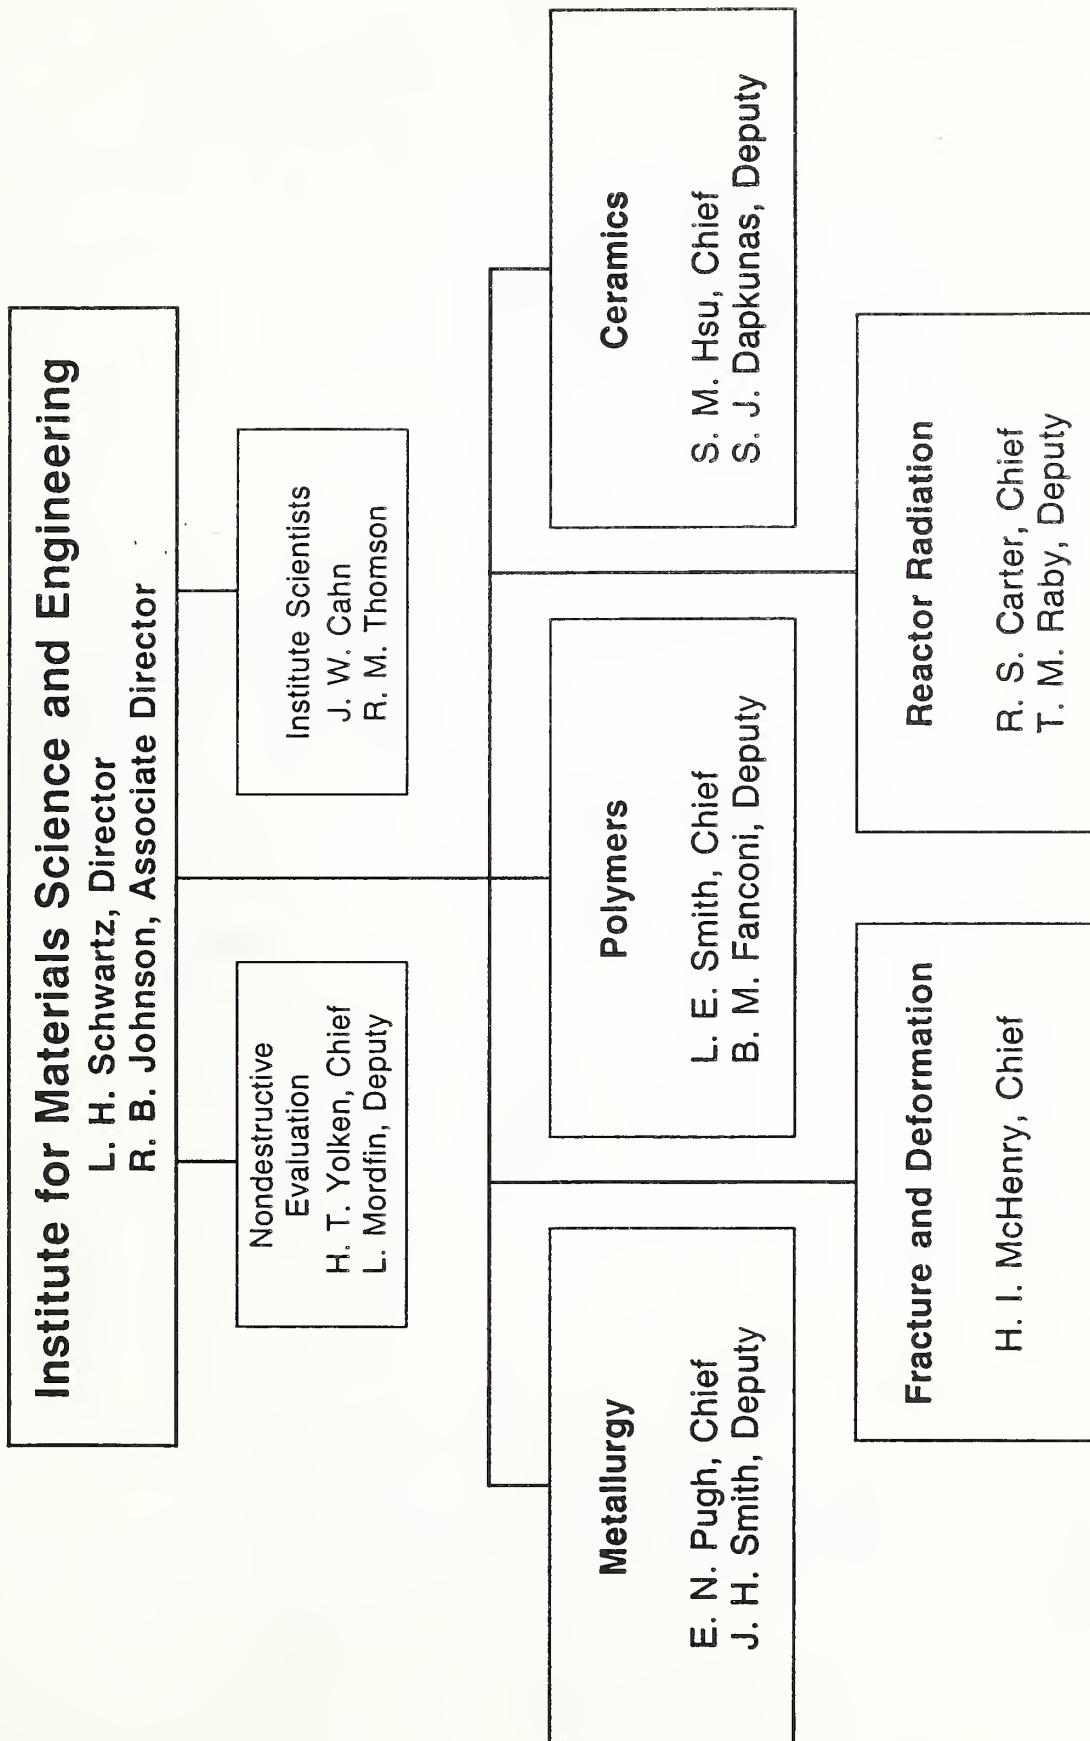 Institute for Materials Science and Engineering
L. H. Schwartz, Director
R. B. Johnson, Associate Director
Nondestructive
Evaluation
H. T. Yolken, Chief
L. Mordfin, Deputy
Institute Scientists
J. W. Cahn
R. M. Thomson
Metallurgy
E. N. Pugh, Chief
J. H. Smith, Deputy
Polymers
L. E. Smith, Chief
B. M. Fanconi, Deputy
Ceramics
S. M. Hsu, Chief
S. J. Dapkunas, Deputy
Fracture and Deformation
H. I. McHenry, Chief
Reactor Radiation
R. S. Carter, Chief
T. M. Raby, Deputy